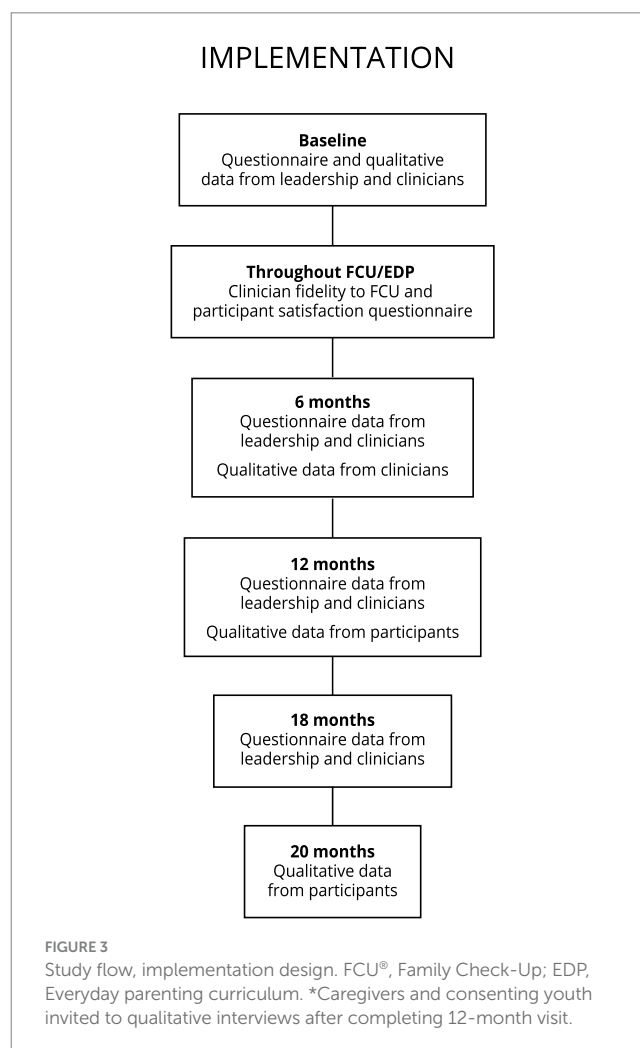 IMPLEMENTATION
Baseline
Questionnaire and qualitative
data from leadership and clinicians
Throughout FCU/EDP
Clinician fidelity to FCU and
participant satisfaction questionnaire
6 months
Questionnaire data from
leadership and clinicians
Qualitative data from clinicians
12 months
Questionnaire data from
leadership and clinicians
Qualitative data from participants
18 months
Questionnaire data from
leadership and clinicians
20 months
Qualitative data
from participants
FIGURE 3
Study flow, implementation design. FCU®, Family Check-Up; EDP,
Everyday parenting curriculum. *Caregivers and consenting youth
invited to qualitative interviews after completing 12-month visit.